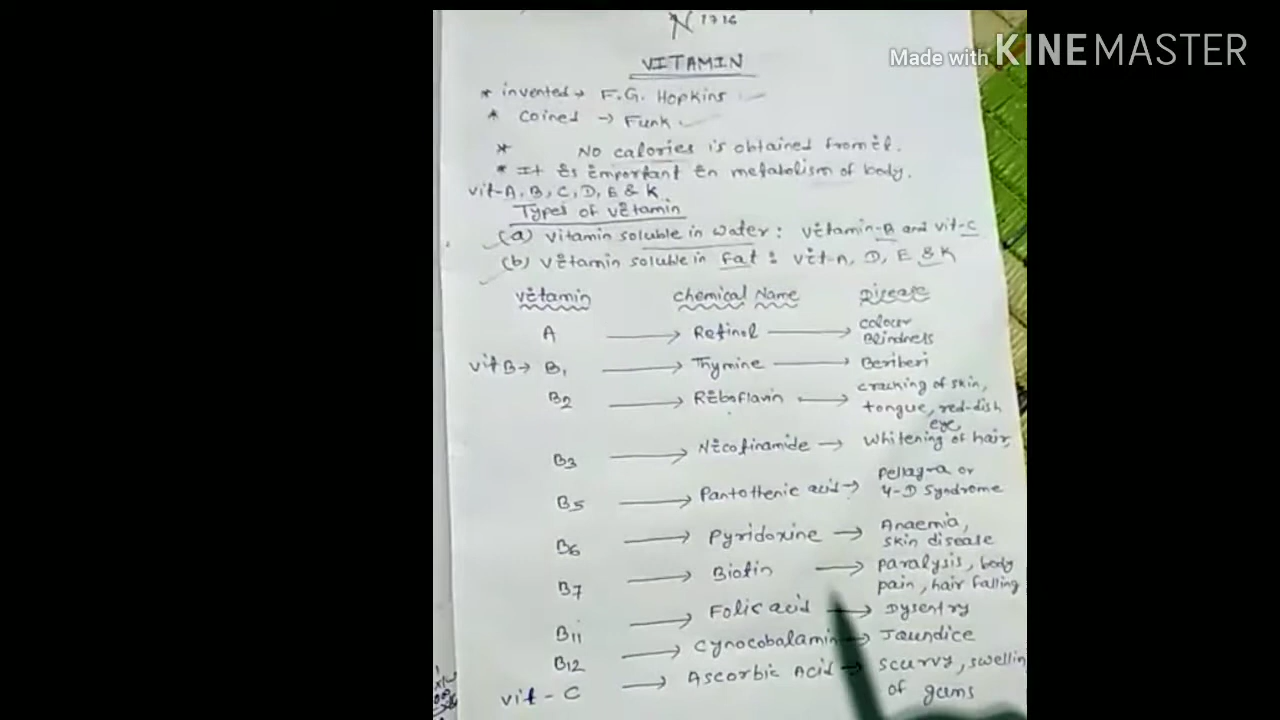 N 1716
Made with KINEMASTER
VITAMIN
* invented → F.G. Hopkins
* Coined → Funk
* No calories is obtained from it.
* It is important in metabolism of body.
vit-A, B, C, D, E & K
Types of vitamin
(a) Vitamin soluble in water: vitamin-B and vit-C
(b) Vitamin soluble in fat: vit-A, D, E & K
Vitamin Chemical Name Disease
A → Retinol → Colour Blindness
vit B → B1 → Thymine → Beriberi
B2 → Riboflavin → cracking of skin, tongue, red-dish eye
B3 → Nicotinamide → Whitening of hair
B5 → Pantothenic acid → Pellagra or 4-D Syndrome
B6 → Pyridoxine → Anaemia, skin disease
B7 → Biotin → paralysis, body pain, hair falling
B11 → Folic acid → Dysentry
B12 → Cynocobalamin → Jaundice
vit-C → Ascorbic Acid → Scurvy, swellin of gums